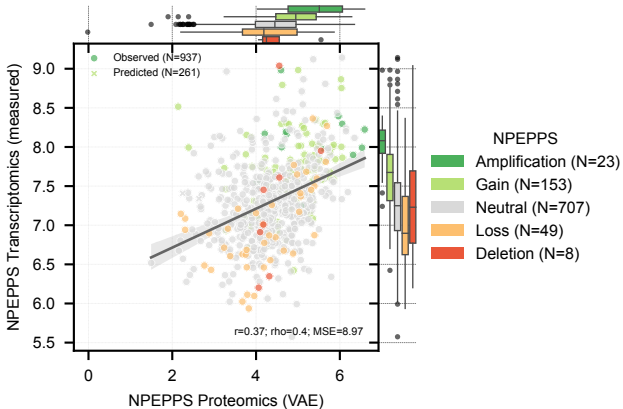 Observed (N=937)
Predicted (N=261)
NPEPPS Transcriptomics (measured)
9.0
8.5
8.0
7.5
7.0
6.5
6.0
5.5
r=0.37; rho=0.4; MSE=8.97
0 2 4 6
NPEPPS Proteomics (VAE)
NPEPPS
Amplification (N=23)
Gain (N=153)
Neutral (N=707)
Loss (N=49)
Deletion (N=8)